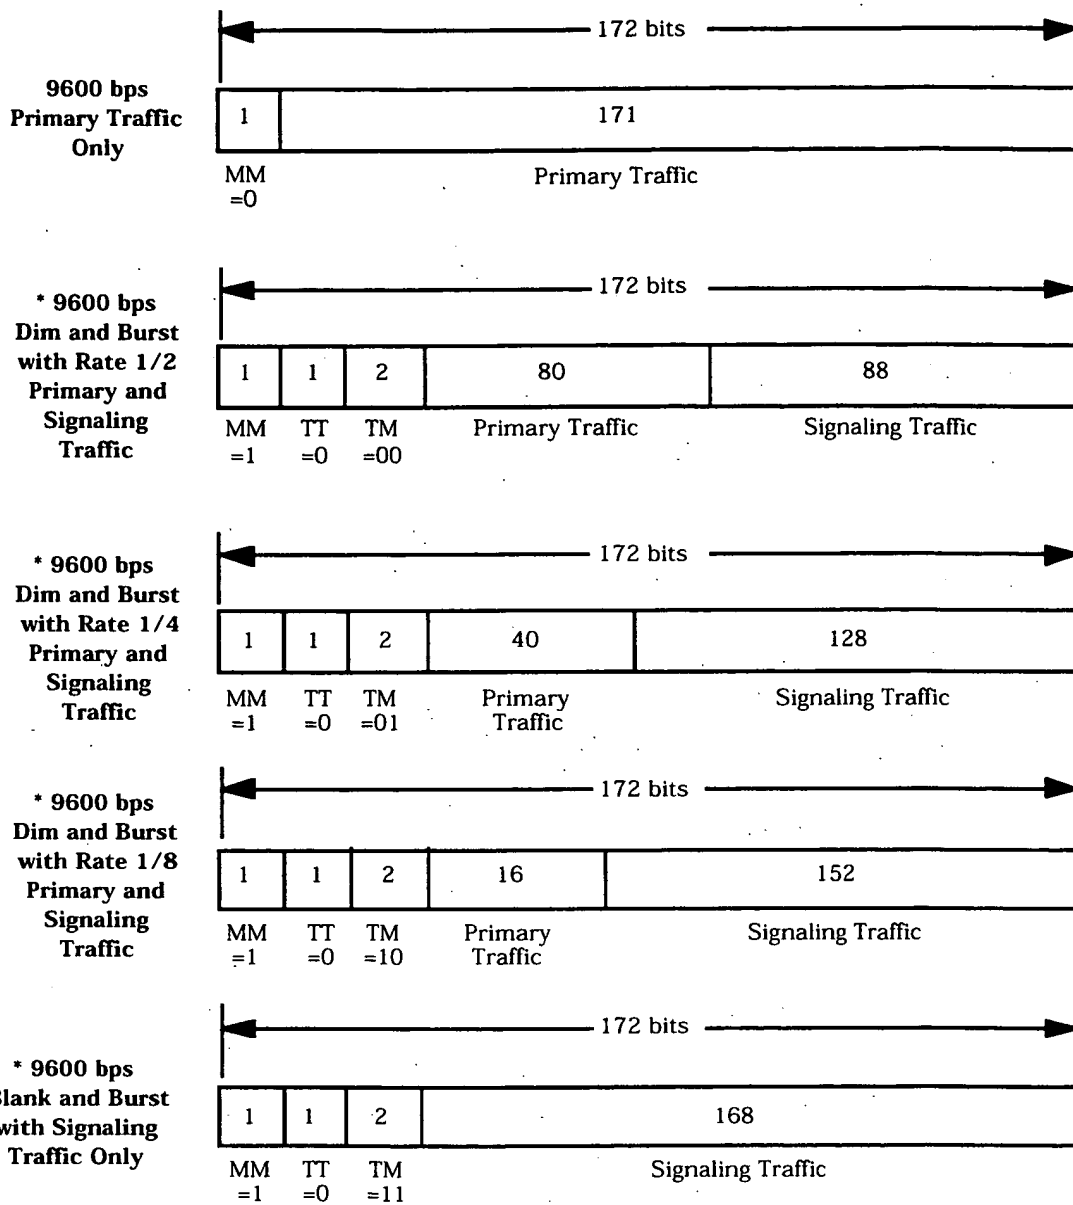 172 bits
9600 bps
Primary Traffic
Only
1 171
MM
=0
Primary Traffic
172 bits
* 9600 bps
Dim and Burst
with Rate 1/2
Primary and
Signaling
Traffic
1 1 2 80 88
MM TT TM Primary Traffic Signaling Traffic
=1 =0 =00
172 bits
* 9600 bps
Dim and Burst
with Rate 1/4
Primary and
Signaling
Traffic
1 1 2 40 128
MM TT TM Primary Signaling Traffic
=1 =0 =01 Traffic
172 bits
* 9600 bps
Dim and Burst
with Rate 1/8
Primary and
Signaling
Traffic
1 1 2 16 152
MM TT TM Primary Signaling Traffic
=1 =0 =10 Traffic
172 bits
* 9600 bps
Blank and Burst
with Signaling
Traffic Only
1 1 2 168
MM TT TM Signaling Traffic
=1 =0 =11